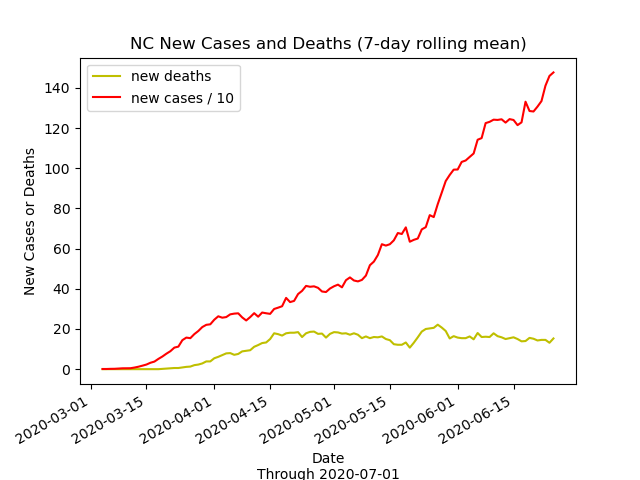 NC New Cases and Deaths (7-day rolling mean)
new deaths
new cases / 10
140
120
100
80
60
40
20
0
New Cases or Deaths
2020-03-01
2020-03-15
2020-04-01
2020-04-15
2020-05-01
2020-05-15
2020-06-01
2020-06-15
Date
Through 2020-07-01